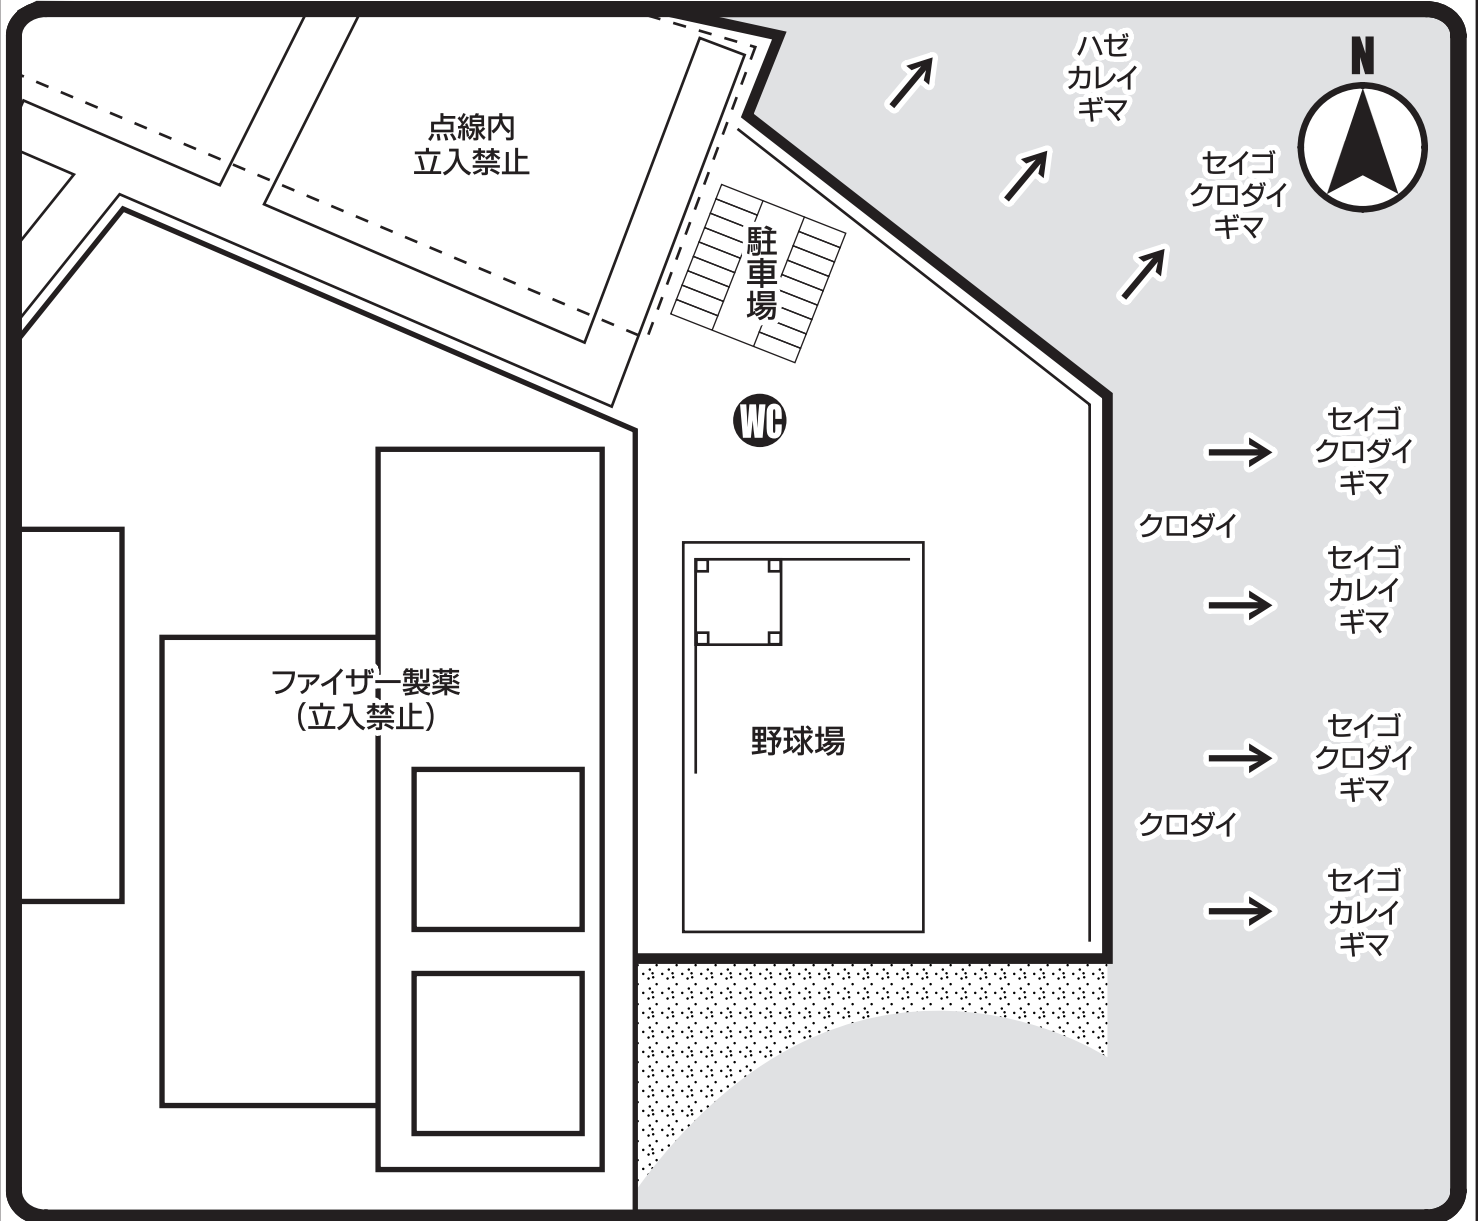 ハゼ
カレイ
ギマ
N
点線内
立入禁止
セイゴ
クロダイ
ギマ
駐車場
WC
セイゴ
クロダイ
ギマ
クロダイ
セイゴ
カレイ
ギマ
ファイザー製薬
(立入禁止)
野球場
セイゴ
クロダイ
ギマ
クロダイ
セイゴ
カレイ
ギマ